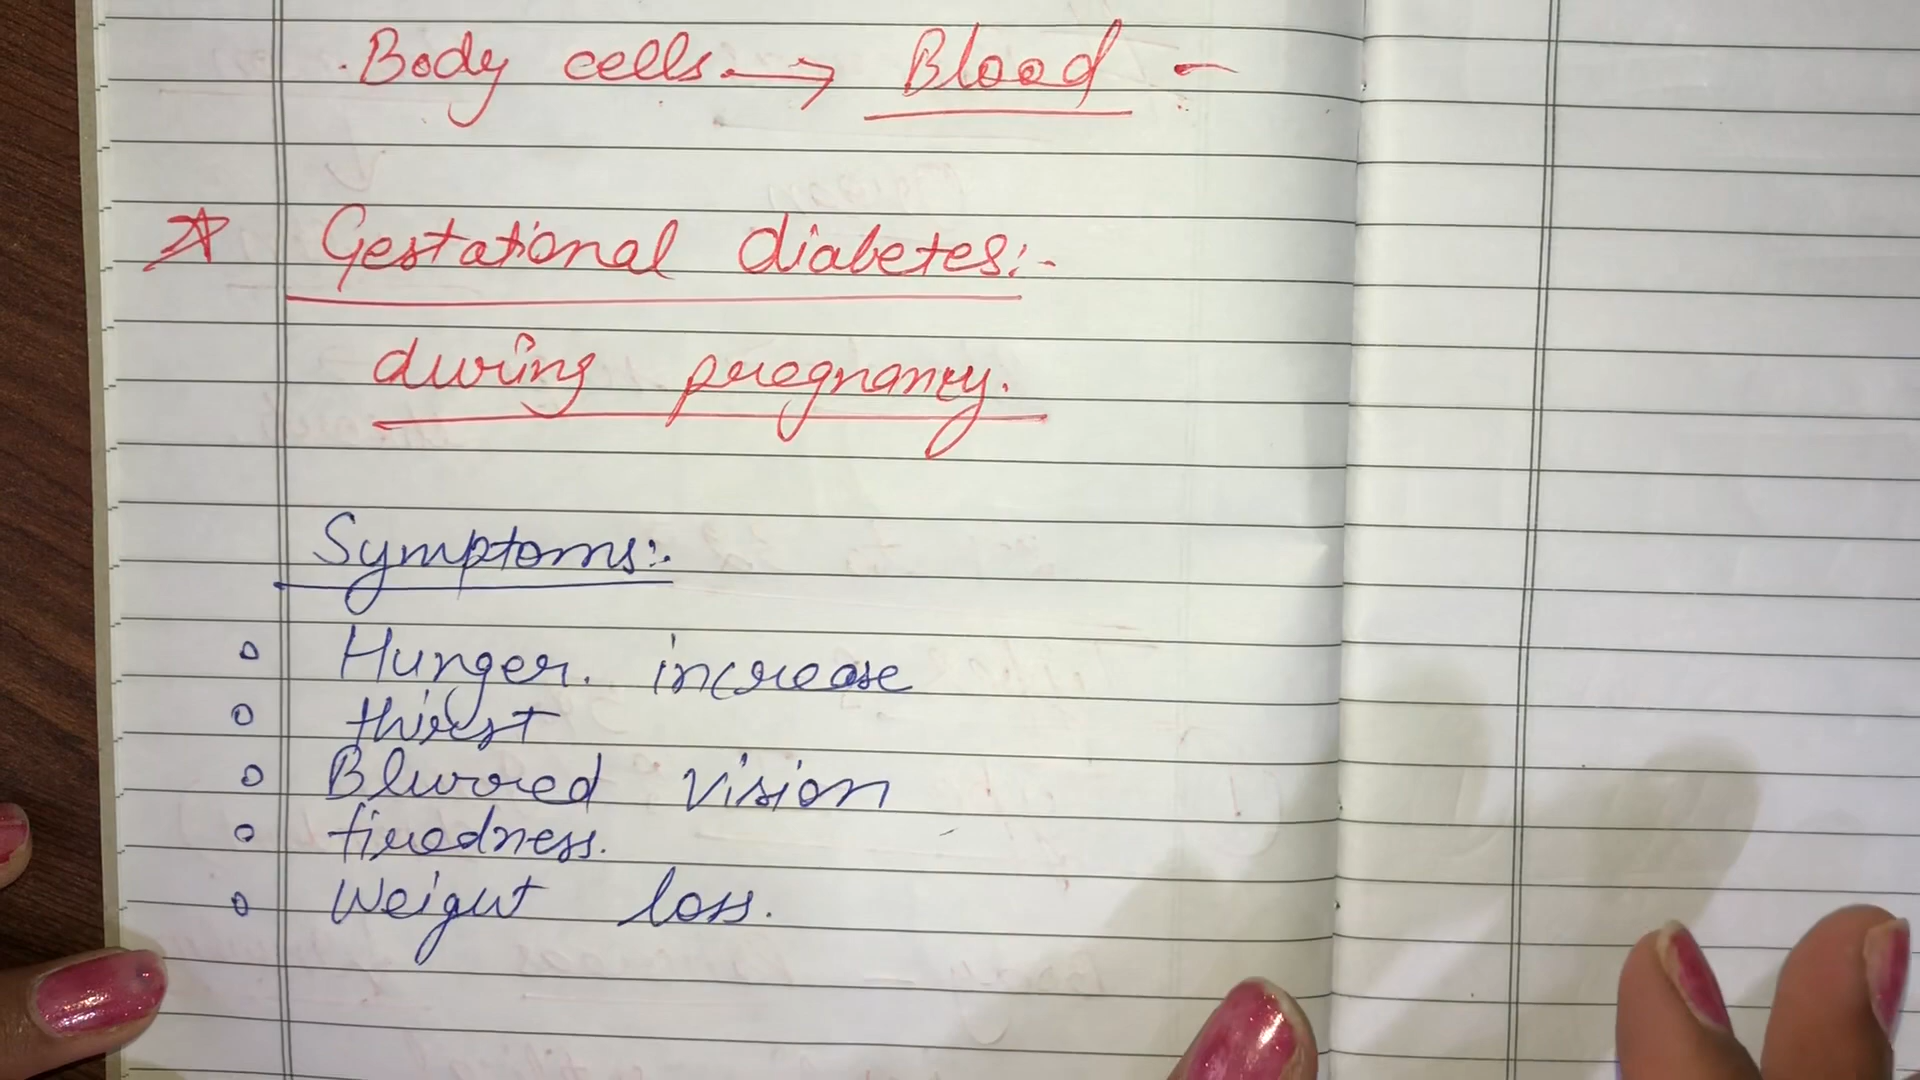 . Body cells. → Blood -
☆ Gestational diabetes:-
during pregnancy.
Symptoms:-
o Hunger. increase
o thirst
o Blurred vision
o tiredness.
o Weight loss.